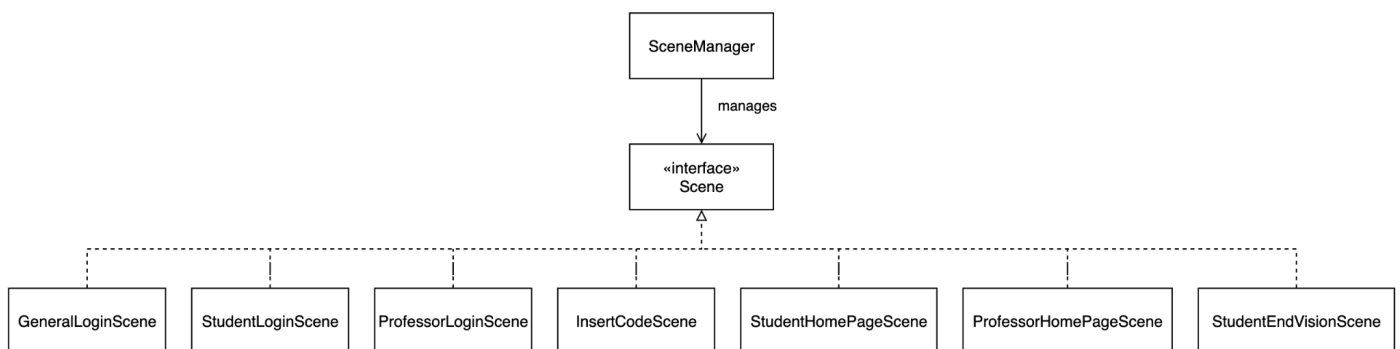 SceneManager
manages
«interface»
Scene
GeneralLoginScene
StudentLoginScene
ProfessorLoginScene
InsertCodeScene
StudentHomePageScene
ProfessorHomePageScene
StudentEndVisionScene